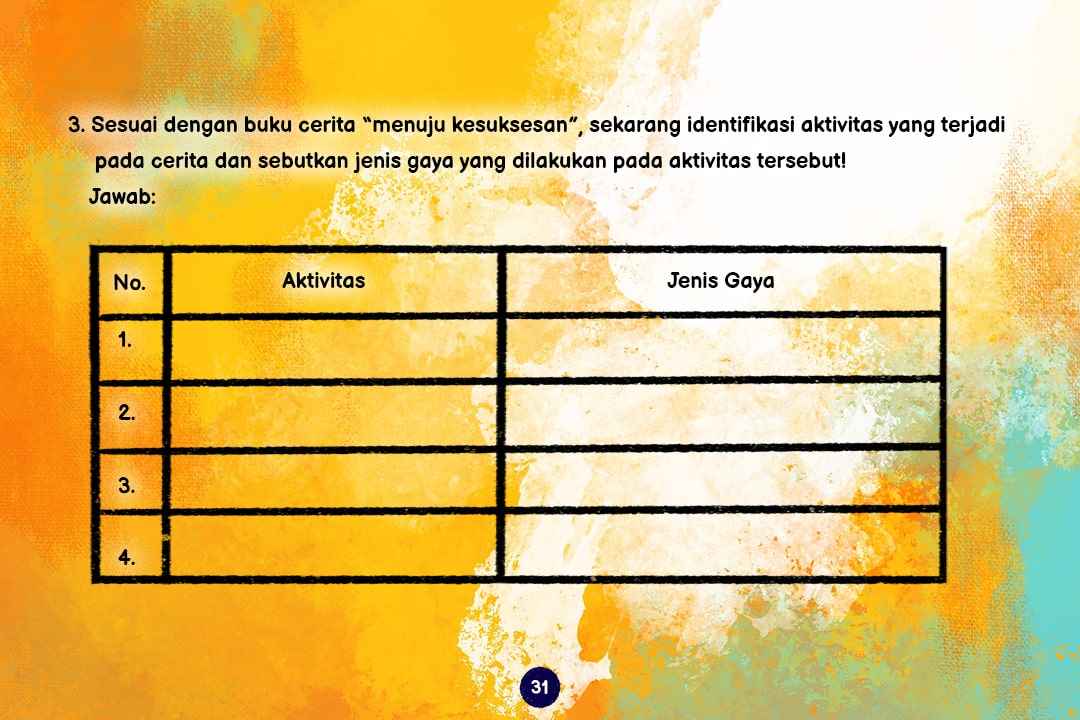 3. Sesuai dengan buku cerita “menuju kesuksesan”, sekarang identifikasi aktivitas yang terjadi
pada cerita dan sebutkan jenis gaya yang dilakukan pada aktivitas tersebut!
Jawab:
No. Aktivitas Jenis Gaya
1.
2.
3.
4.
31